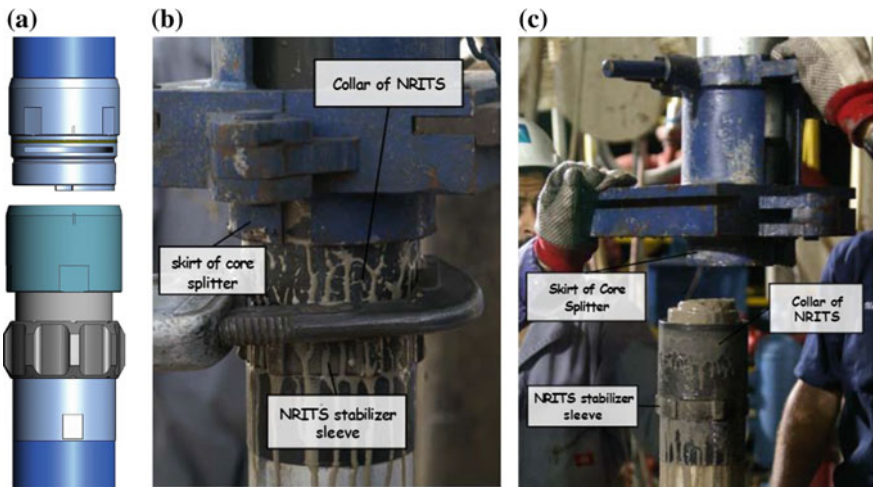 (a)
(b)
(c)
Collar of NRITS
skirt of core
splitter
NRITS stabilizer
sleeve
Skirt of Core
Splitter
Collar of
NRITS
NRITS stabilizer
sleeve